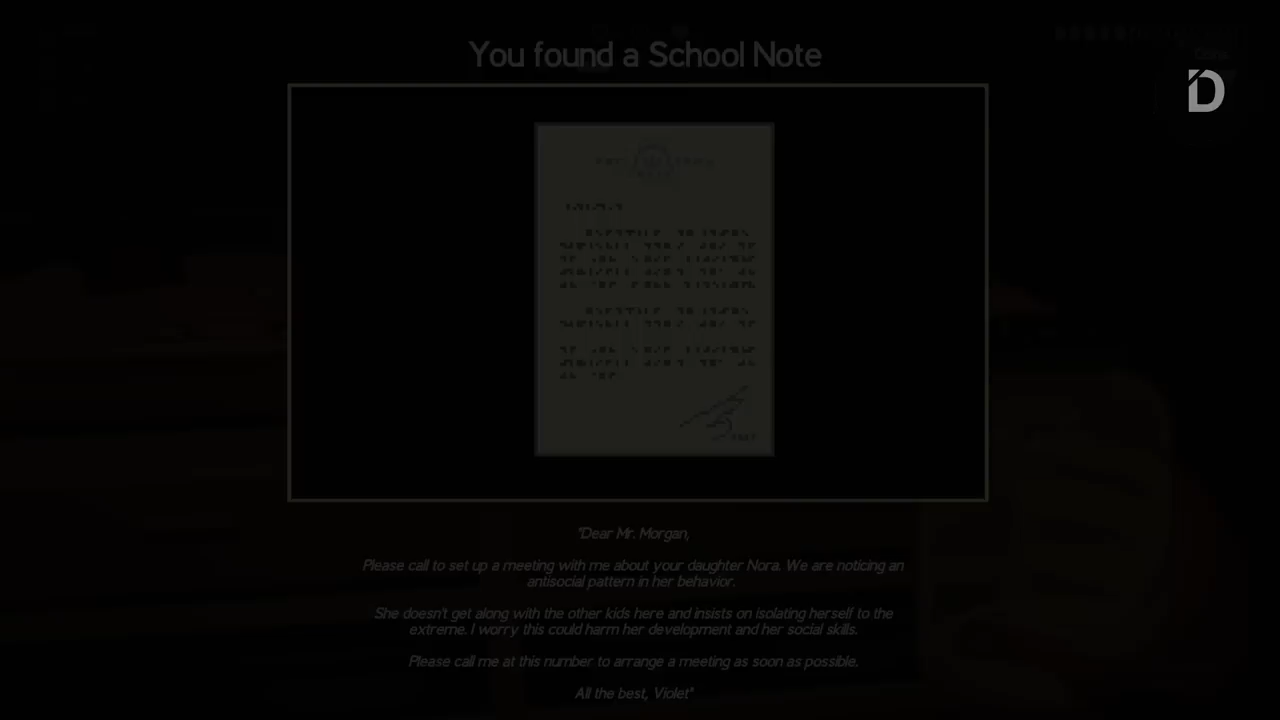 You found a School Note
D
"Dear Mr. Morgan,
Please call to set up a meeting with me about your daughter Nora. We are noticing an
antisocial pattern in her behavior.
She doesn't get along with the other kids here and insists on isolating herself to the
extreme. I worry this could harm her development and her social skills.
Please call me at this number to arrange a meeting as soon as possible.
All the best, Violet"